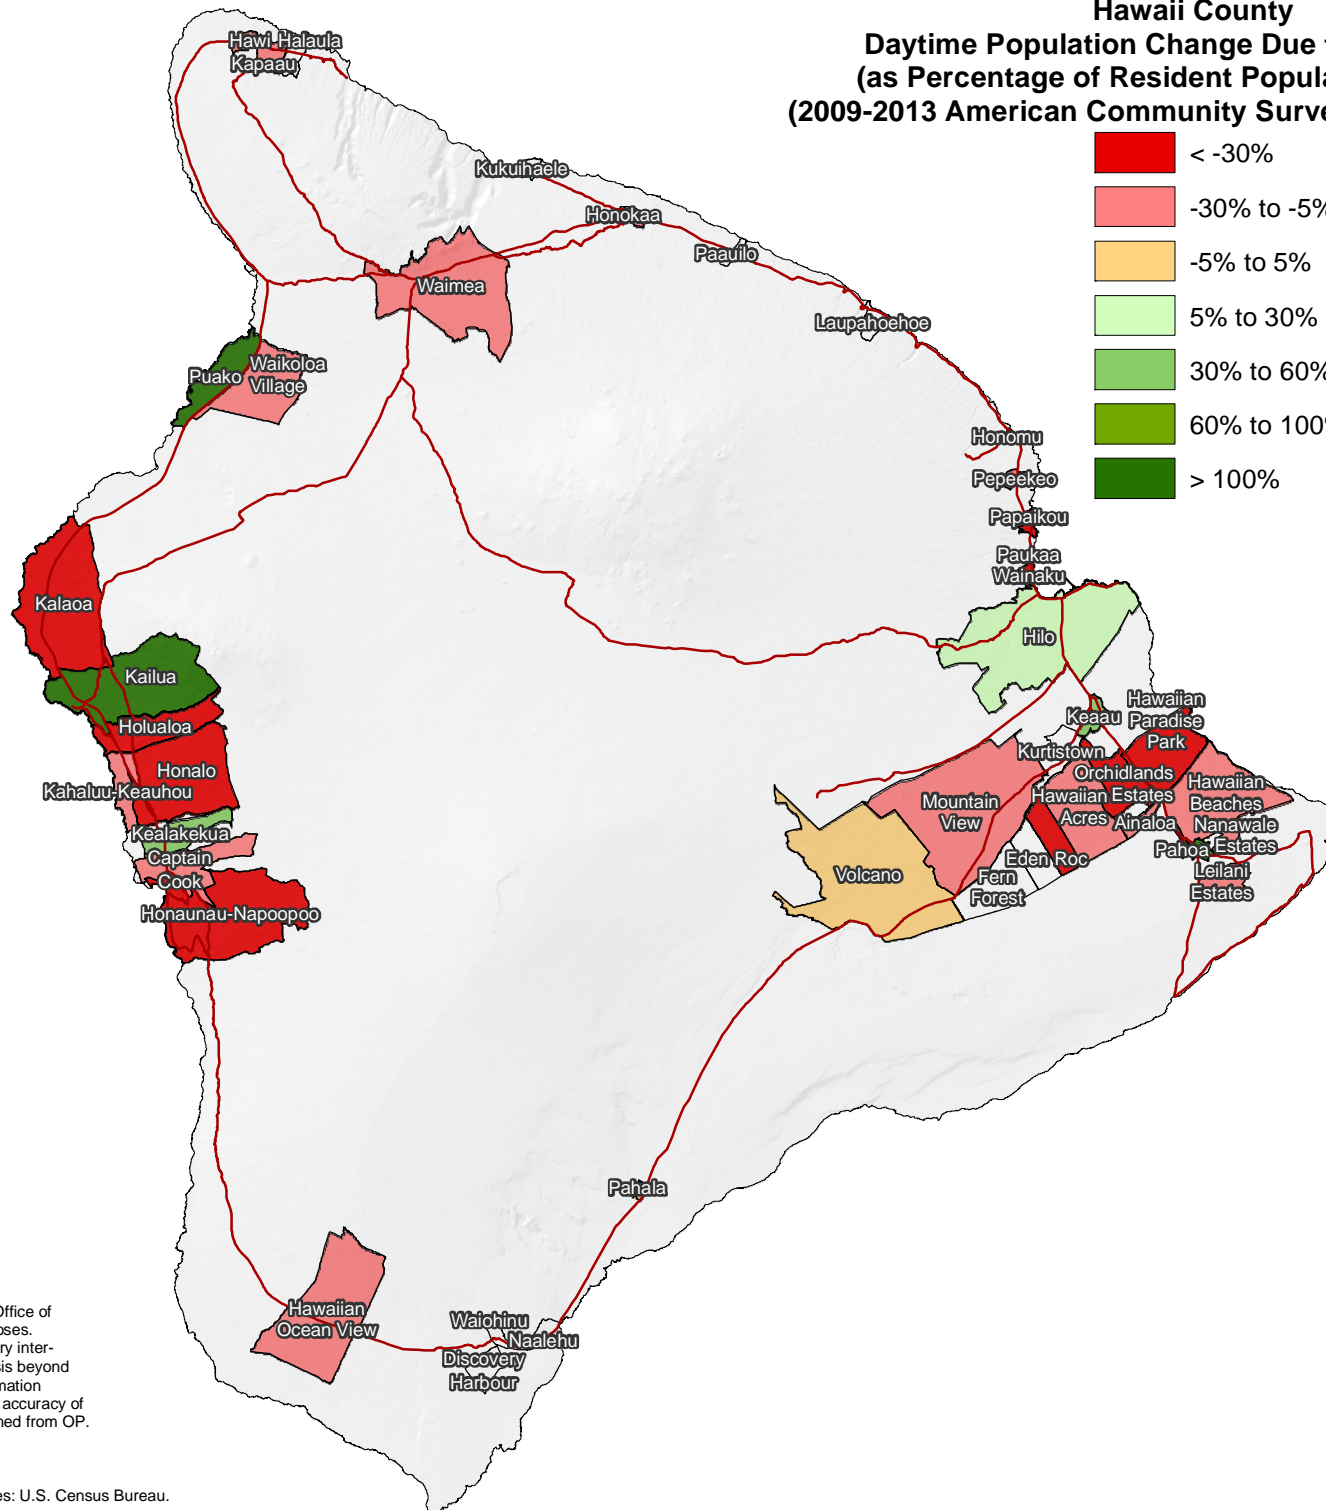 Hawaii County
Daytime Population Change Due
(as Percentage of Resident
(2009-2013 American Community
< -30%
-30% to -5%
-5% to 5%
5% to 30%
30% to 60%
60% to 100%
> 100%
Hawi Halaula
Kapaau
Kukuihaele
Honokaa
Paauilo
Waimea
Laupahoehoe
Waikoloa
Village
Puako
Honomu
Pepeekeo
Papaikou
Paukaa
Wainaku
Kalaoa
Hilo
Kailua
Holualoa
Keaau
Hawaiian
Paradise
Park
Kurtistown
Honalo
Kahaluu-Keauhou
Orchidlands
Estates
Hawaiian
Acres
Hawaiian
Beaches
Mountain
View
Ainaloa
Nanawale
Estates
Kealakekua
Captain
Cook
Pahoa
Eden Roc
Leilani
Estates
Volcano
Fern
Forest
Honaunau-Napoopoo
Pahala
Hawaiian
Ocean View
Waiohinu
Naalehu
Discovery
Harbour
Office of
oses.
ry inter-
sis beyond
mation
accuracy of
ned from OP.
es: U.S. Census Bureau.